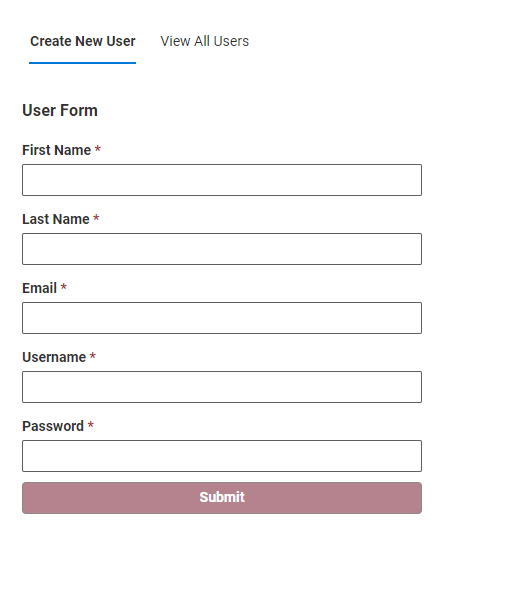 Create New User View All Users
User Form
First Name *
Last Name *
Email *
Username *
Password *
Submit